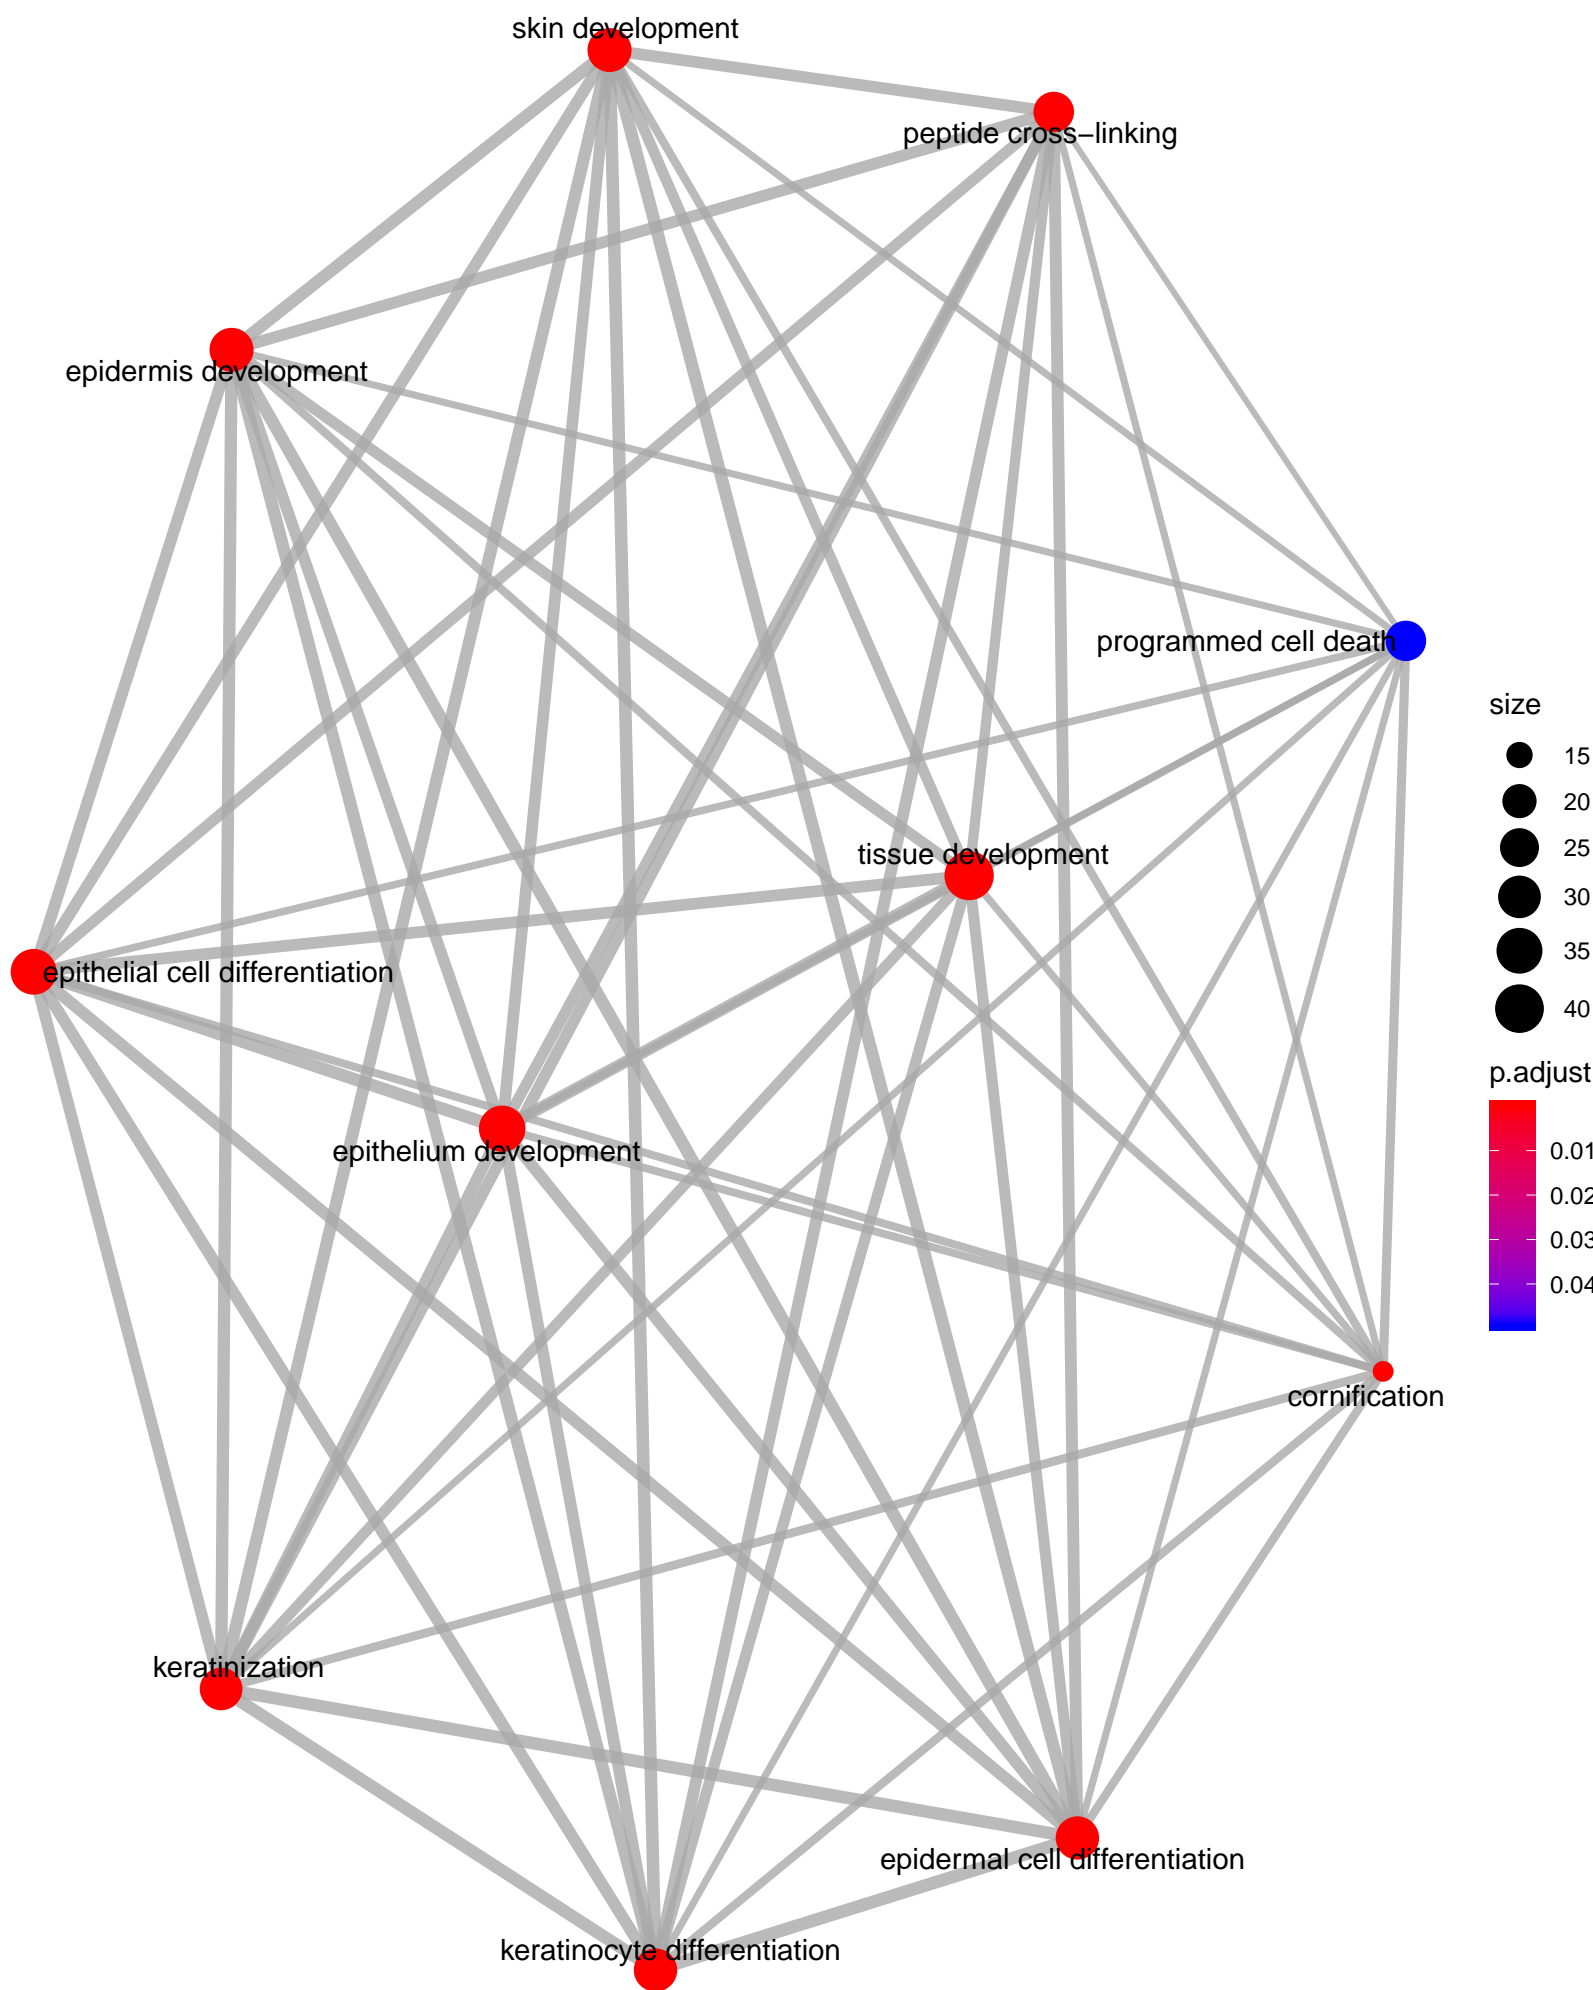 skin development
peptide cross−linking
epidermis development
programmed cell death
tissue development
epithelial cell differentiation
epithelium development
cornification
keratinization
epidermal cell differentiation
keratinocyte differentiation
size
15
20
25
30
35
40
p.adjust
0.01
0.02
0.03
0.04